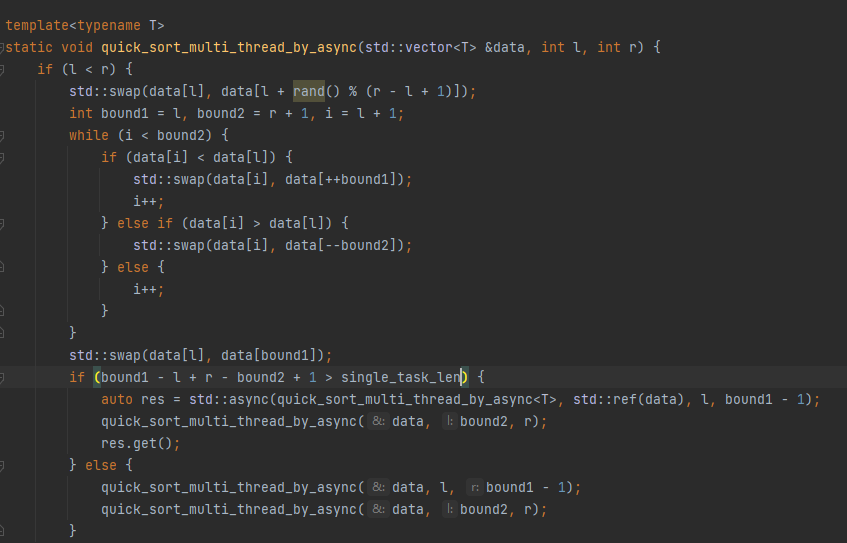 template<typename T>
static void quick_sort_multi_thread_by_async(std::vector<T> &data, int l, int r) {
    if (l < r) {
        std::swap(data[l], data[l + rand() % (r - l + 1)]);
        int bound1 = l, bound2 = r + 1, i = l + 1;
        while (i < bound2) {
            if (data[i] < data[l]) {
                std::swap(data[i], data[++bound1]);
                i++;
            } else if (data[i] > data[l]) {
                std::swap(data[i], data[--bound2]);
            } else {
                i++;
            }
        }
        std::swap(data[l], data[bound1]);
        if (bound1 - l + r - bound2 + 1 > single_task_len) {
            auto res = std::async(quick_sort_multi_thread_by_async<T>, std::ref(data), l, bound1 - 1);
            quick_sort_multi_thread_by_async( &: data, l: bound2, r);
            res.get();
        } else {
            quick_sort_multi_thread_by_async( &: data, l, r: bound1 - 1);
            quick_sort_multi_thread_by_async( &: data, l: bound2, r);
        }